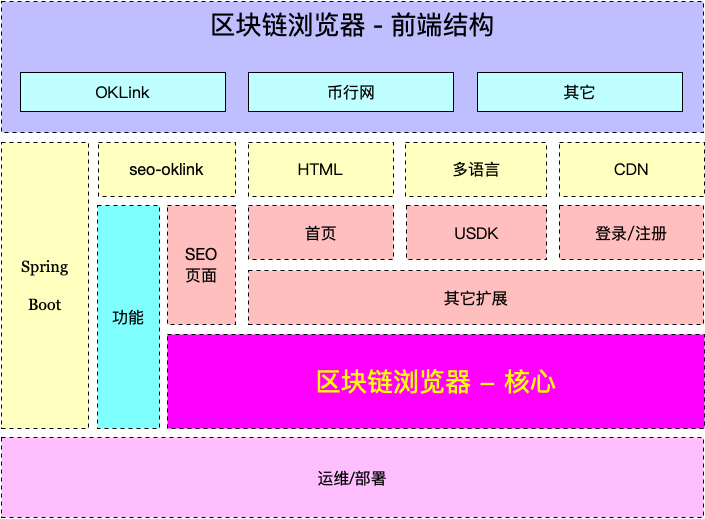 区块链浏览器 - 前端结构
OKLink
币行网
其它
seo-oklink
HTML
多语言
CDN
Spring
Boot
功能
SEO
页面
首页
USDK
登录/注册
其它扩展
区块链浏览器 – 核心
运维/部署